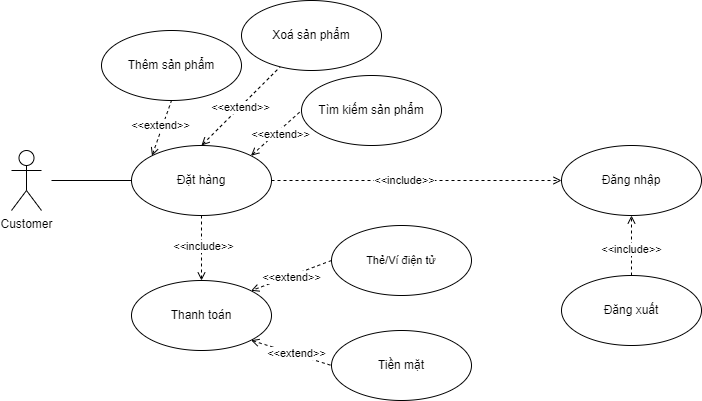 Xoá sản phẩm
Thêm sản phẩm
<<extend>>
Tìm kiếm sản phẩm
<<extend>>
<<extend>>
Customer
Đặt hàng
<<include>>
Đăng nhập
<<include>>
<<include>>
Thẻ/Ví điện tử
<<extend>>
Thanh toán
Đăng xuất
<<extend>>
Tiền mặt